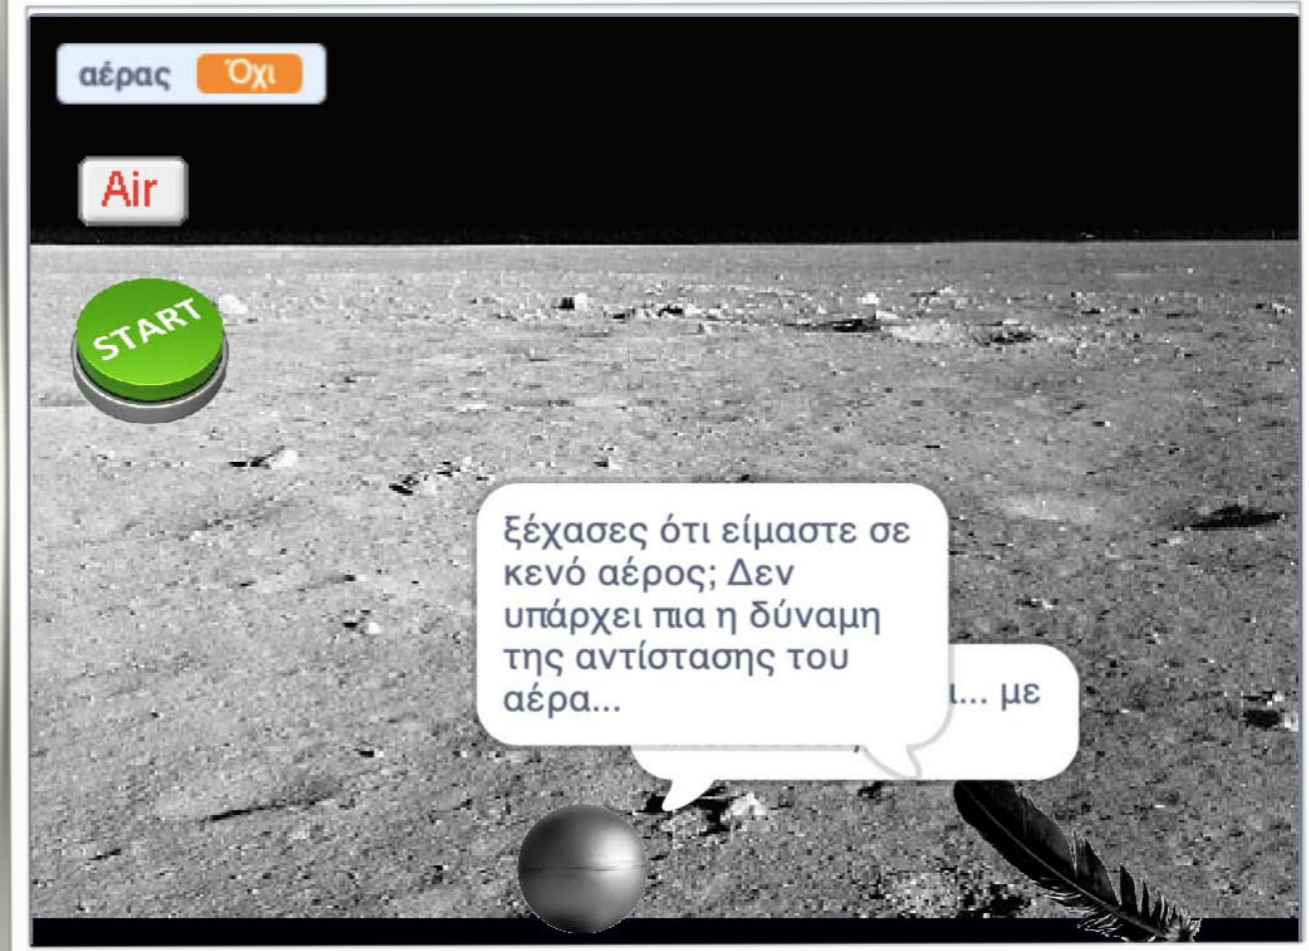 αέρας Όχι
Air
START
ξέχασες ότι είμαστε σε
κενό αέρος; Δεν
υπάρχει πια η δύναμη
της αντίστασης του
αέρα...
... με